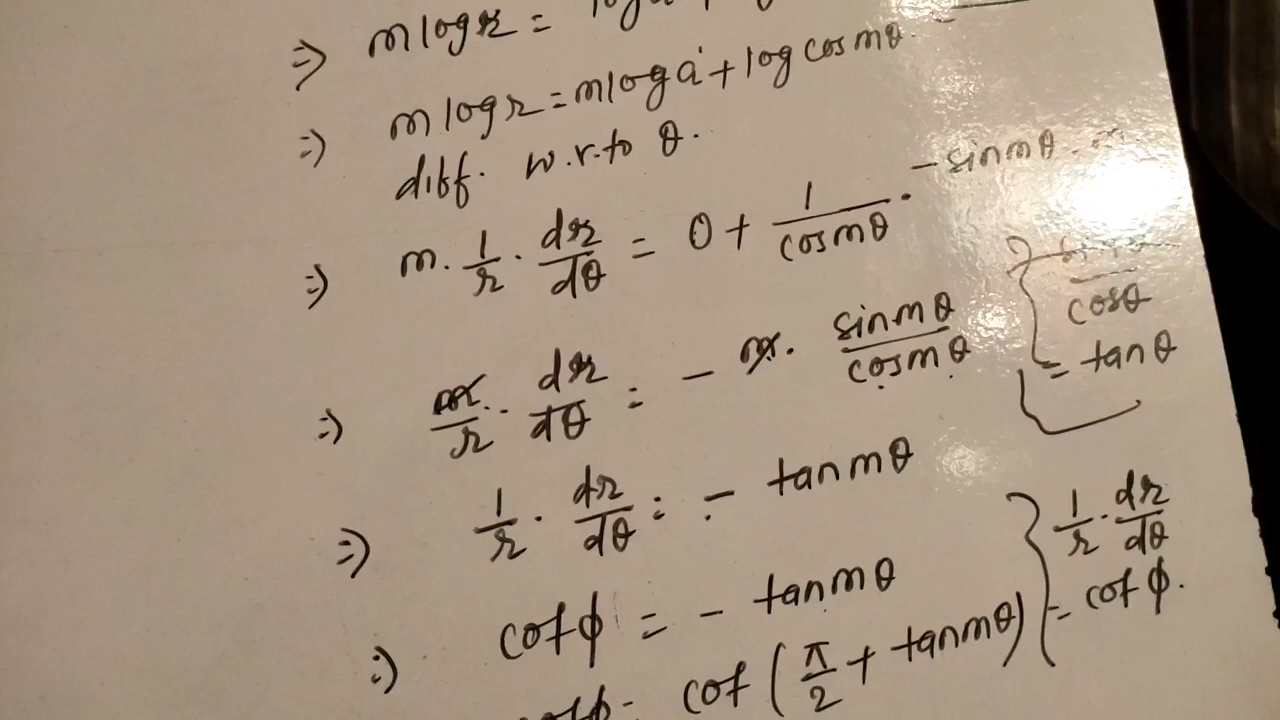 ⇒ m log r =
⇒ m log r = m log a + log cos mθ.
diff. w.r.to θ.
⇒ m. 1/r . dr/dθ = 0 + 1/cos mθ . - sin mθ.
cosθ
= tanθ
⇒ m/r . dr/dθ = - m. sin mθ/cos mθ
⇒ 1/r . dr/dθ = - tan mθ
1/r . dr/dθ
= cot φ.
⇒ cot φ = - tan mθ
cot (π/2 + tan mθ)